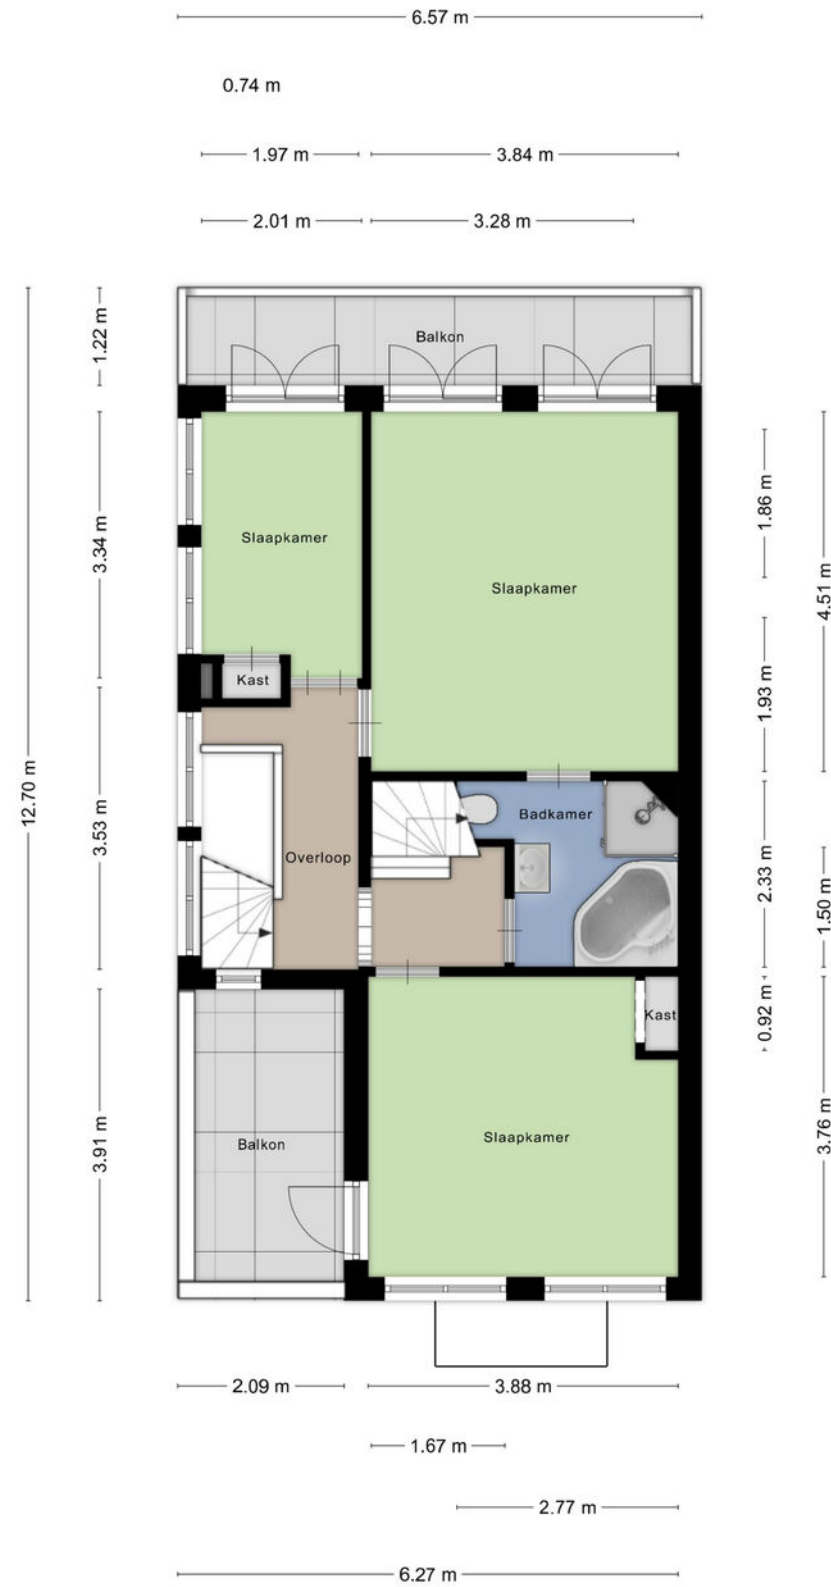 6.57 m
0.74 m
1.97 m
3.84 m
2.01 m
3.28 m
1.22 m
Balkon
3.34 m
1.86 m
4.51 m
Slaapkamer
Slaapkamer
Kast
1.93 m
12.70 m
3.53 m
Badkamer
Overloop
2.33 m
1.50 m
0.92 m
Kast
3.91 m
Balkon
Slaapkamer
3.76 m
2.09 m
3.88 m
1.67 m
2.77 m
6.27 m